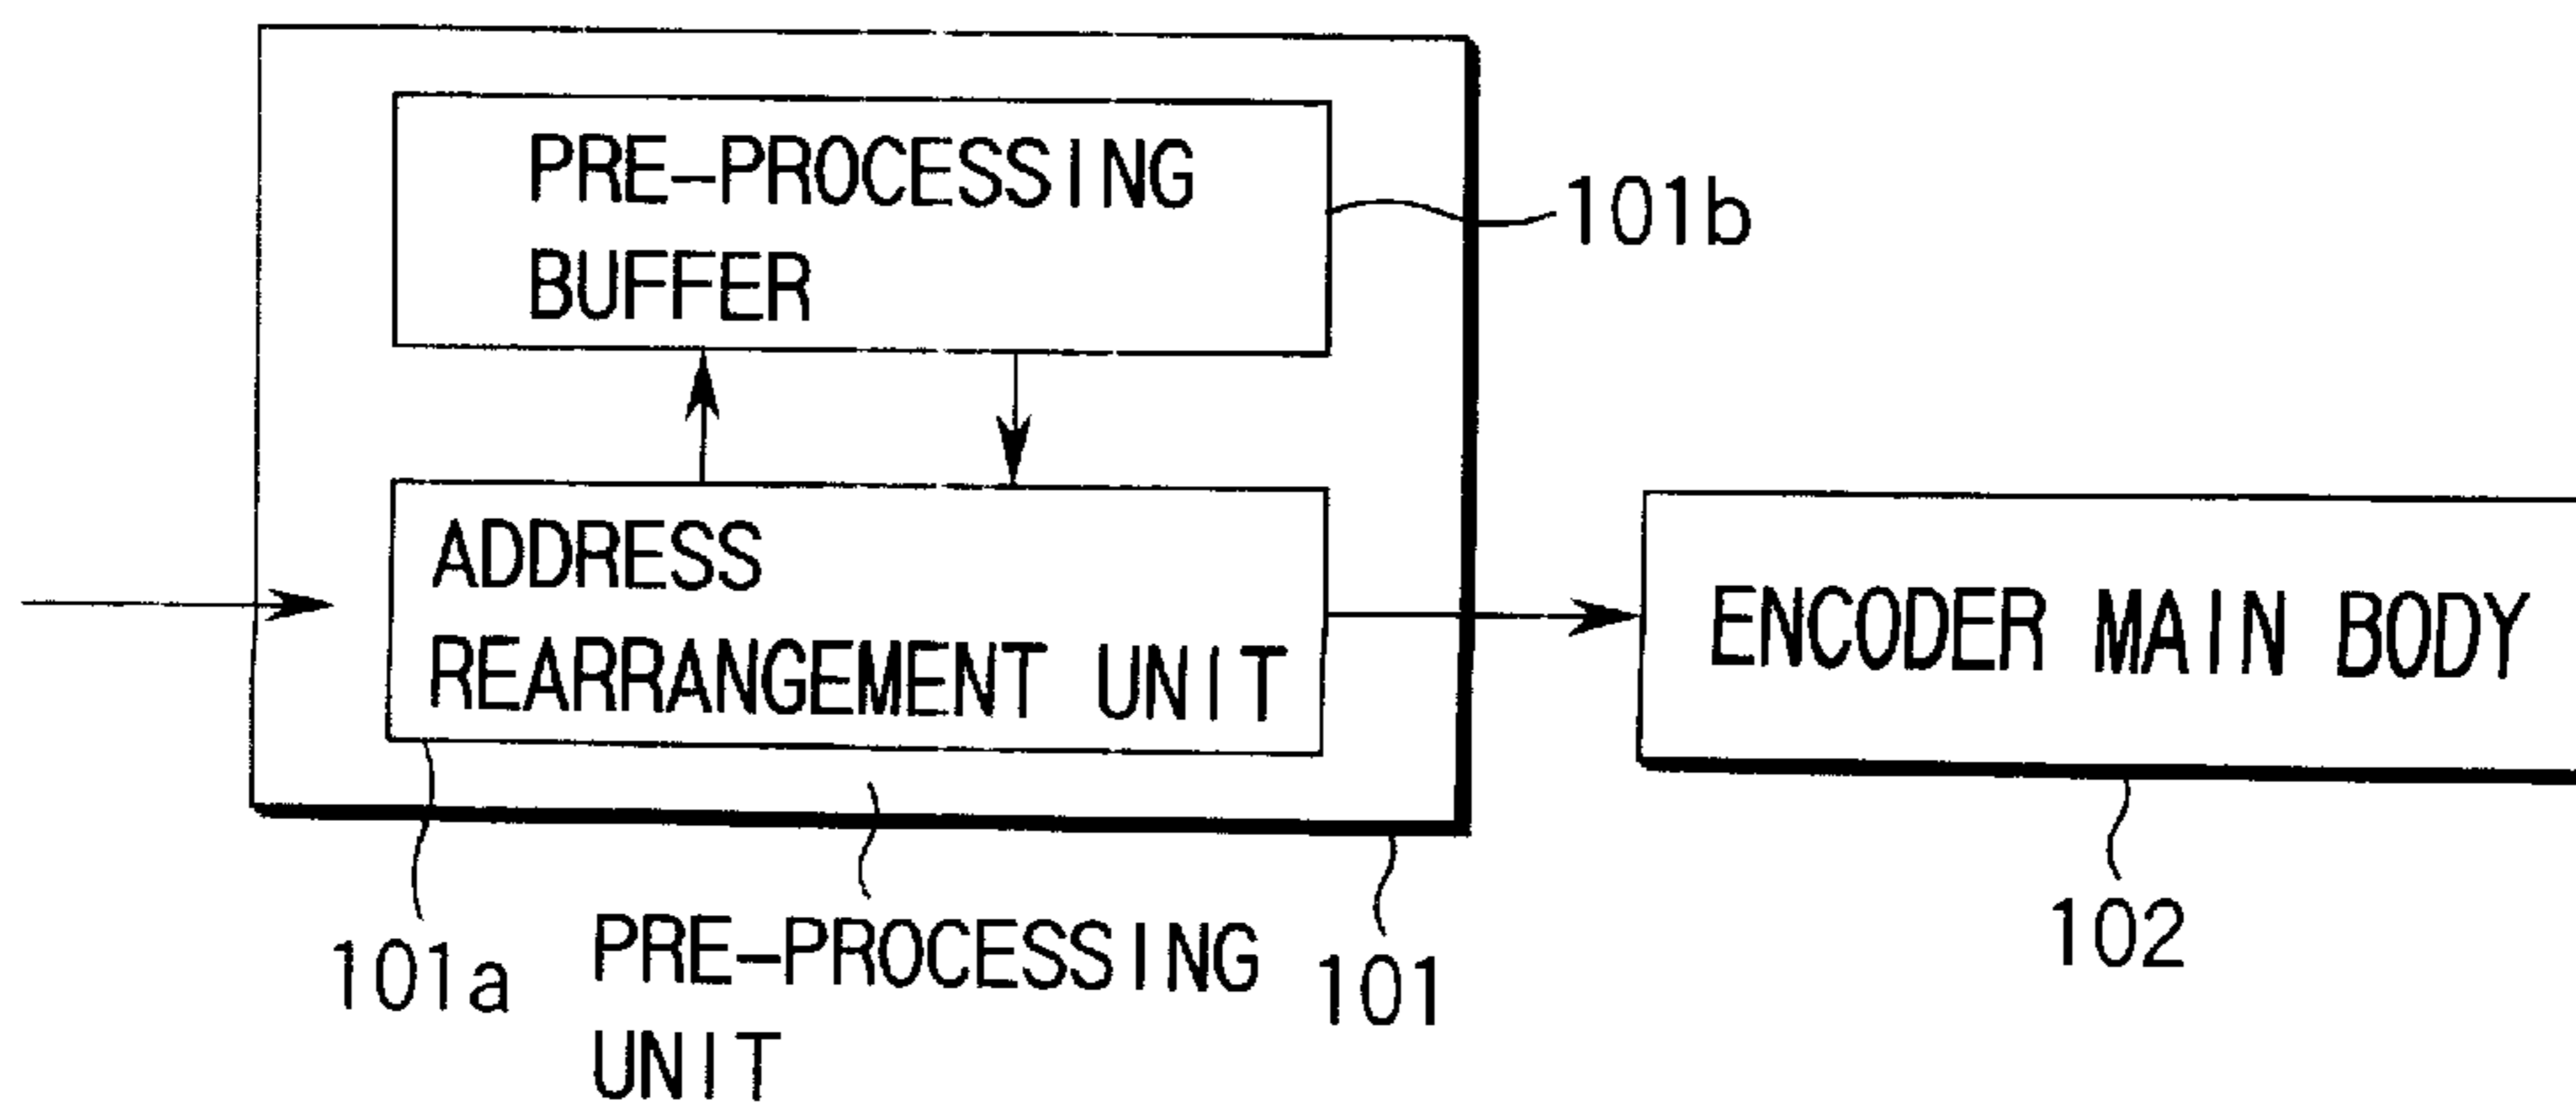 PRE-PROCESSING
BUFFER
101b
ADDRESS
REARRANGEMENT UNIT
ENCODER MAIN BODY
101a
PRE-PROCESSING
UNIT
101
102